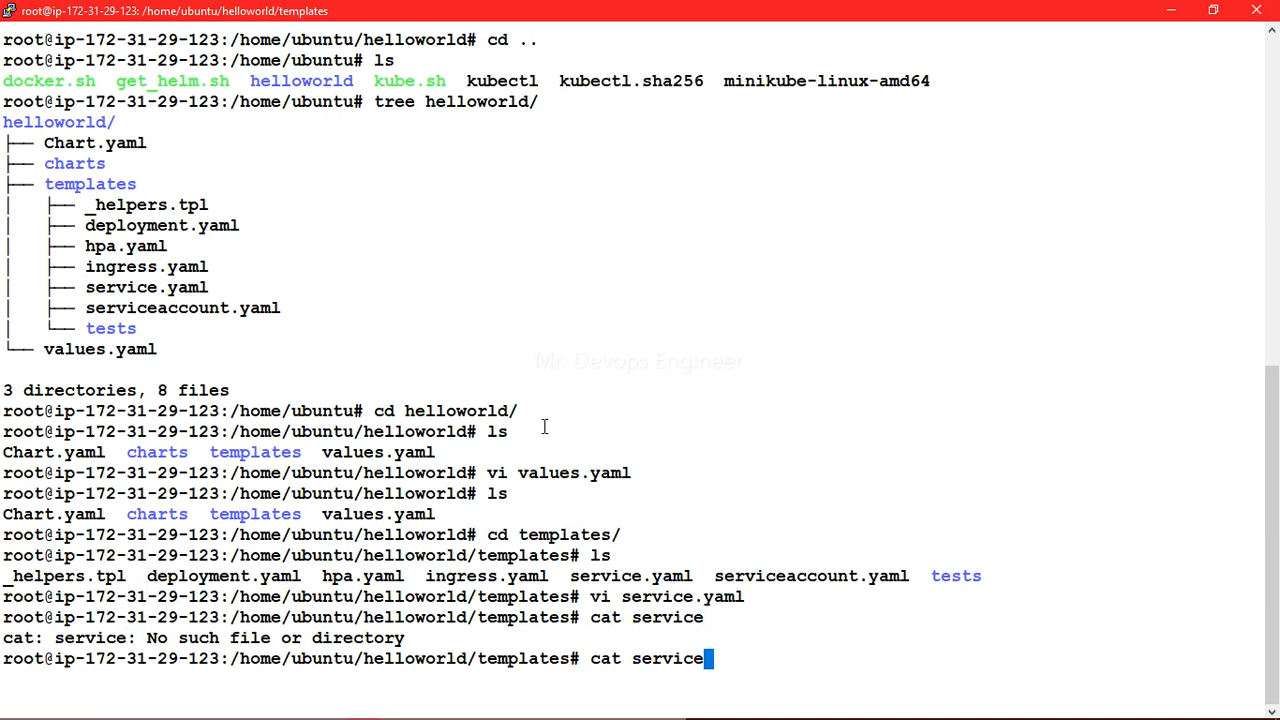 root@ip-172-31-29-123: /home/ubuntu/helloworld/templates
root@ip-172-31-29-123:/home/ubuntu/helloworld# cd ..
root@ip-172-31-29-123:/home/ubuntu# ls
docker.sh  get_helm.sh  helloworld  kube.sh  kubectl  kubectl.sha256  minikube-linux-amd64
root@ip-172-31-29-123:/home/ubuntu# tree helloworld/
helloworld/
├── Chart.yaml
├── charts
├── templates
│   ├── _helpers.tpl
│   ├── deployment.yaml
│   ├── hpa.yaml
│   ├── ingress.yaml
│   ├── service.yaml
│   ├── serviceaccount.yaml
│   └── tests
└── values.yaml
Mr. Devops Engineer
3 directories, 8 files
root@ip-172-31-29-123:/home/ubuntu# cd helloworld/
root@ip-172-31-29-123:/home/ubuntu/helloworld# ls
Chart.yaml  charts  templates  values.yaml
root@ip-172-31-29-123:/home/ubuntu/helloworld# vi values.yaml
root@ip-172-31-29-123:/home/ubuntu/helloworld# ls
Chart.yaml  charts  templates  values.yaml
root@ip-172-31-29-123:/home/ubuntu/helloworld# cd templates/
root@ip-172-31-29-123:/home/ubuntu/helloworld/templates# ls
_helpers.tpl  deployment.yaml  hpa.yaml  ingress.yaml  service.yaml  serviceaccount.yaml  tests
root@ip-172-31-29-123:/home/ubuntu/helloworld/templates# vi service.yaml
root@ip-172-31-29-123:/home/ubuntu/helloworld/templates# cat service
cat: service: No such file or directory
root@ip-172-31-29-123:/home/ubuntu/helloworld/templates# cat service